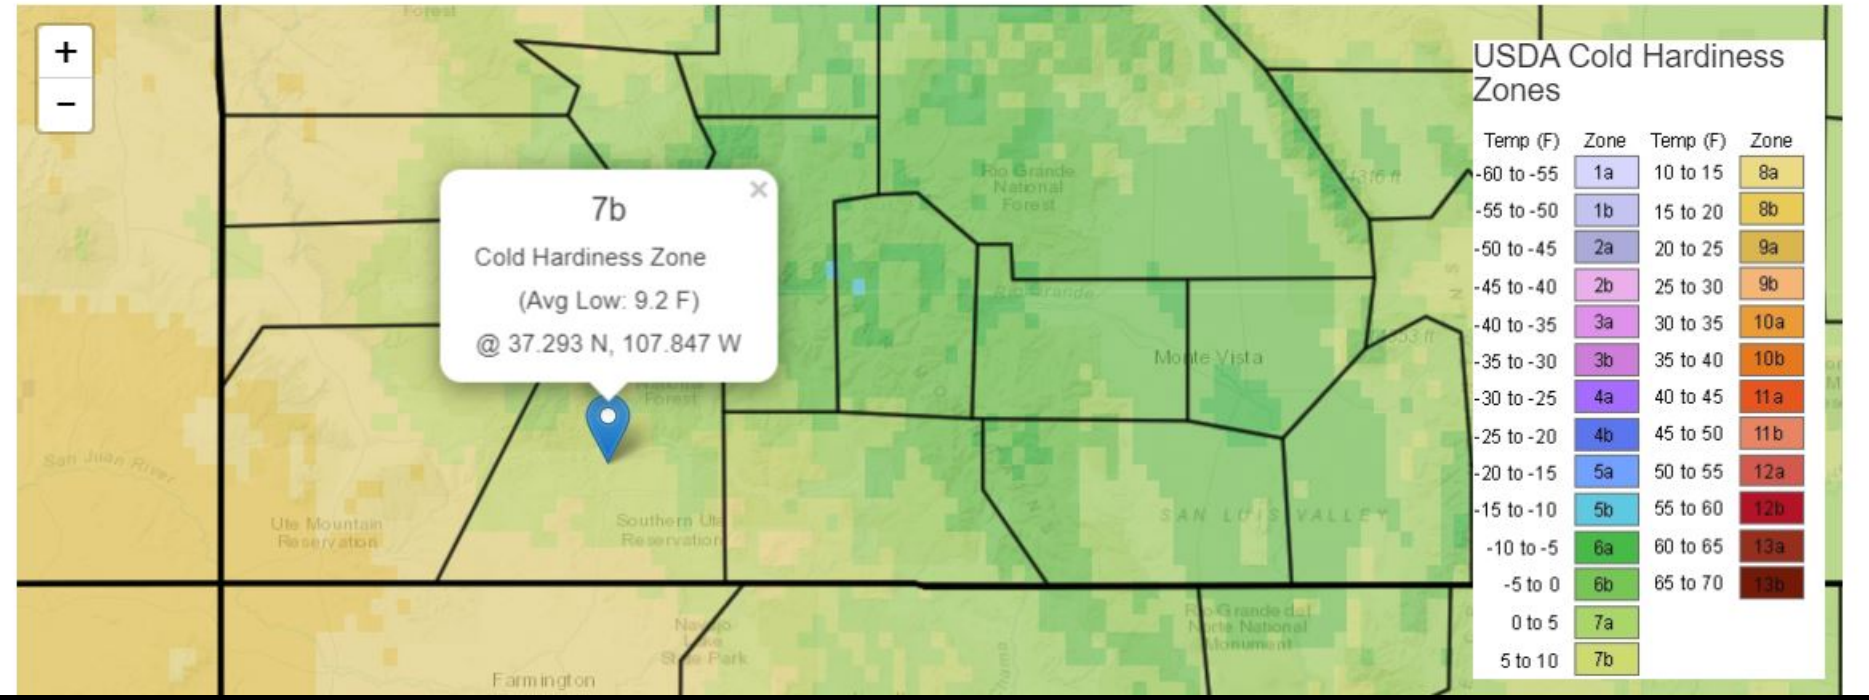 Forest
+
−
7b
×
Cold Hardiness Zone
(Avg Low: 9.2 F)
@ 37.293 N, 107.847 W
Forest
Rio Grande
National
Forest
Rio Grande
Monte Vista
San Juan River
Ute Mountain
Reservation
Southern Ute
Reservation
SAN LUIS VALLEY
Navajo
Lake
State Park
Farmington
Rio Grande del
Norte National
Monument
USDA Cold Hardiness
Zones
Temp (F) Zone Temp (F) Zone
-60 to -55 1a 10 to 15 8a
-55 to -50 1b 15 to 20 8b
-50 to -45 2a 20 to 25 9a
-45 to -40 2b 25 to 30 9b
-40 to -35 3a 30 to 35 10a
-35 to -30 3b 35 to 40 10b
-30 to -25 4a 40 to 45 11a
-25 to -20 4b 45 to 50 11b
-20 to -15 5a 50 to 55 12a
-15 to -10 5b 55 to 60 12b
-10 to -5 6a 60 to 65 13a
-5 to 0 6b 65 to 70 13b
0 to 5 7a
5 to 10 7b